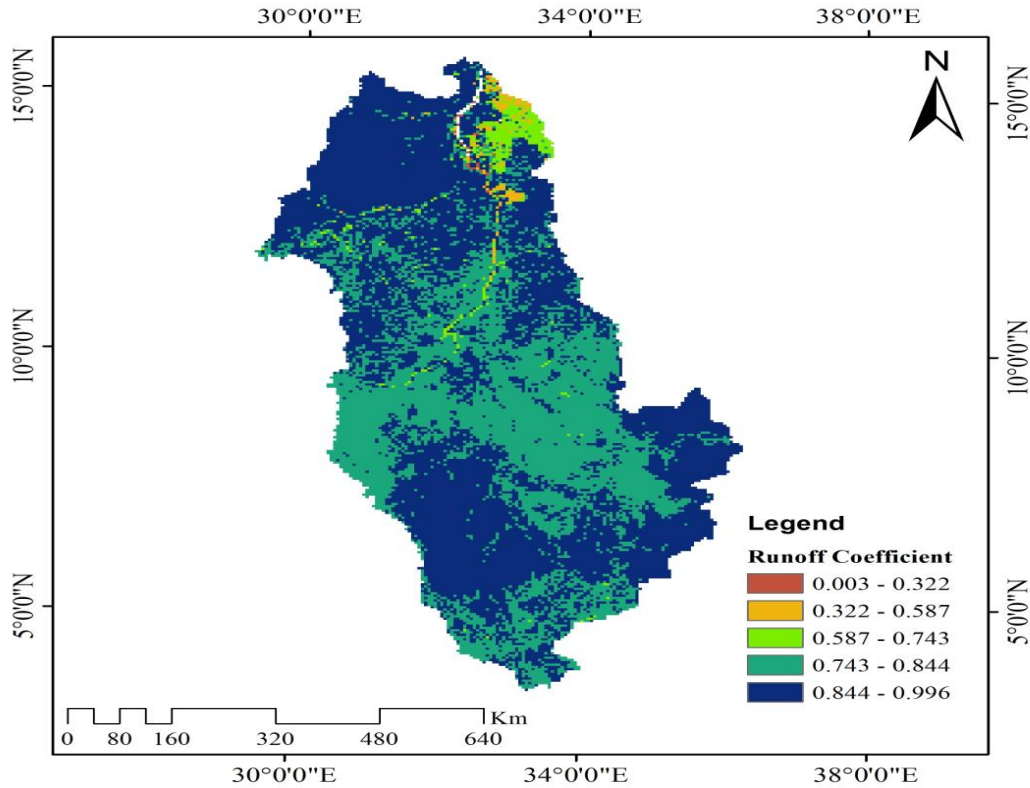 30°0'0"E 34°0'0"E 38°0'0"E
15°0'0"N
15°0'0"N
N
10°0'0"N
10°0'0"N
5°0'0"N
5°0'0"N
Legend
Runoff Coefficient
0.003 - 0.322
0.322 - 0.587
0.587 - 0.743
0.743 - 0.844
0.844 - 0.996
Km
0 80 160 320 480 640
30°0'0"E 34°0'0"E 38°0'0"E